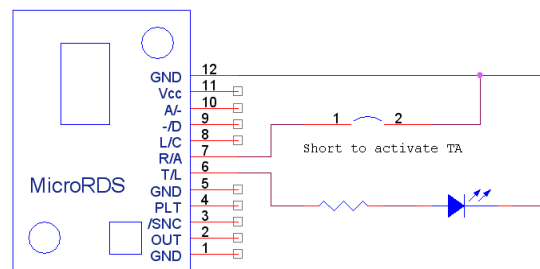 GND 12
Vcc 11
A/- 10
-/D 9
L/C 8
R/A 7
1 2
Short to activate TA
T/L 6
MicroRDS
GND 5
PLT 4
/SNC 3
OUT 2
GND 1